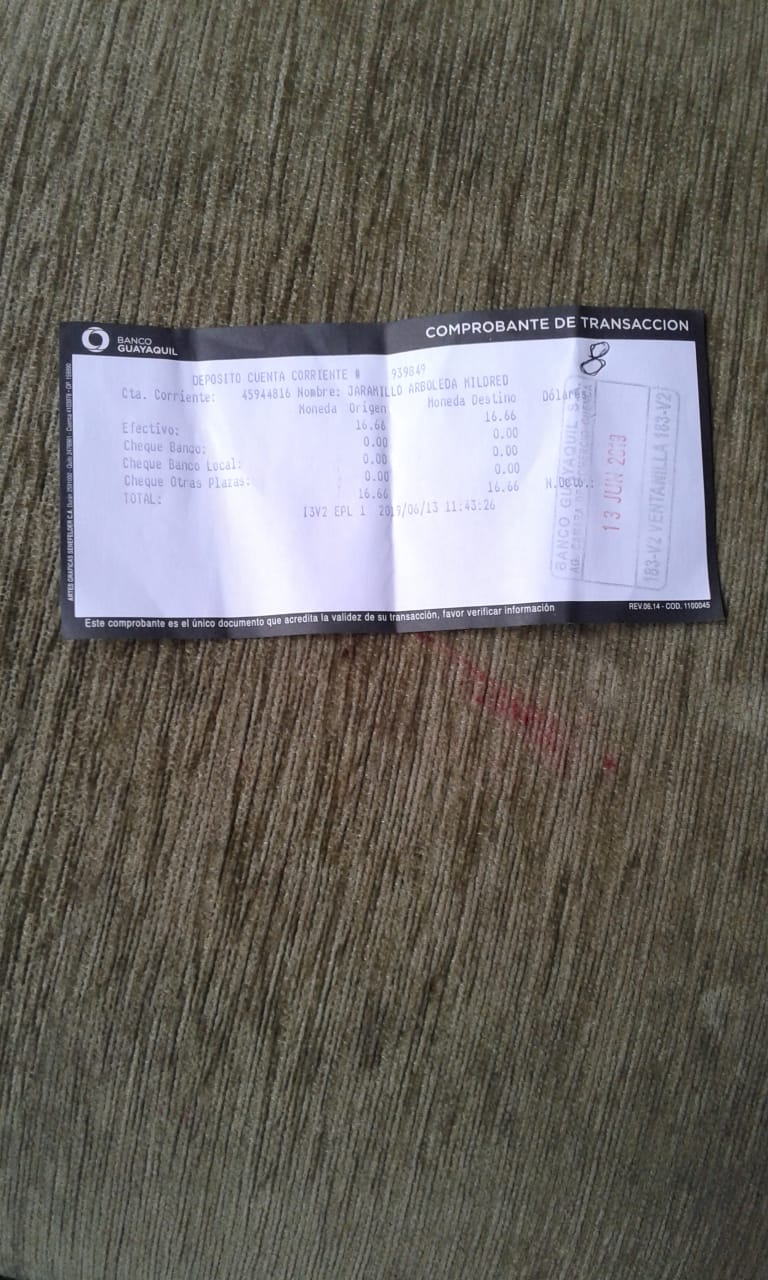 BANCO
GUAYAQUIL
COMPROBANTE DE TRANSACCION
8
DEPOSITO CUENTA CORRIENTE # 939849
Cta. Corriente: 45944816 Nombre: JARAMILLO ARBOLEDA MILDRED
Moneda Origen Moneda Destino Dólares
Efectivo: 16.66 16.66
Cheque Banco: 0.00 0.00
Cheque Banco Local: 0.00 0.00
Cheque Otras Plazas: 0.00 0.00
TOTAL: 16.66 16.66 N.Dcto.:
I3V2 EPL 1 2019/06/13 11:43:26
BANCO GUAYAQUIL S.A.
13 JUN 2019
183-V2 VENTANILLA 183-V2
Este comprobante es el único documento que acredita la validez de su transacción, favor verificar información
REV.06.14 - COD. 1100045
ARTES GRAFICAS SENEFELDER C.A.